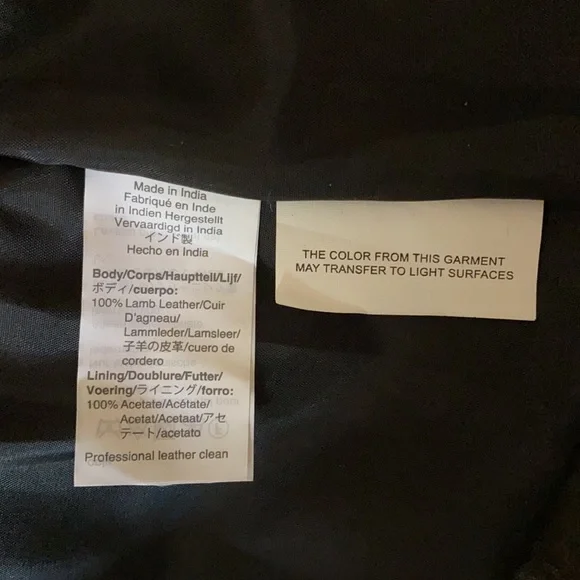 Made in India
Fabriqué en Inde
in Indien Hergestellt
Vervaardigd in India
インド製
Hecho en India
Body/Corps/Hauptteil/Lijf/
ボディ/cuerpo:
100% Lamb Leather/Cuir
D'agneau/
Lammleder/Lamsleer/
子羊の皮革/cuero de
cordero
Lining/Doublure/Futter/
Voering/ライニング/forro:
100% Acetate/Acétate/
Acetat/Acetaat/アセ
テート/acetato
Professional leather clean
THE COLOR FROM THIS GARMENT
MAY TRANSFER TO LIGHT SURFACES